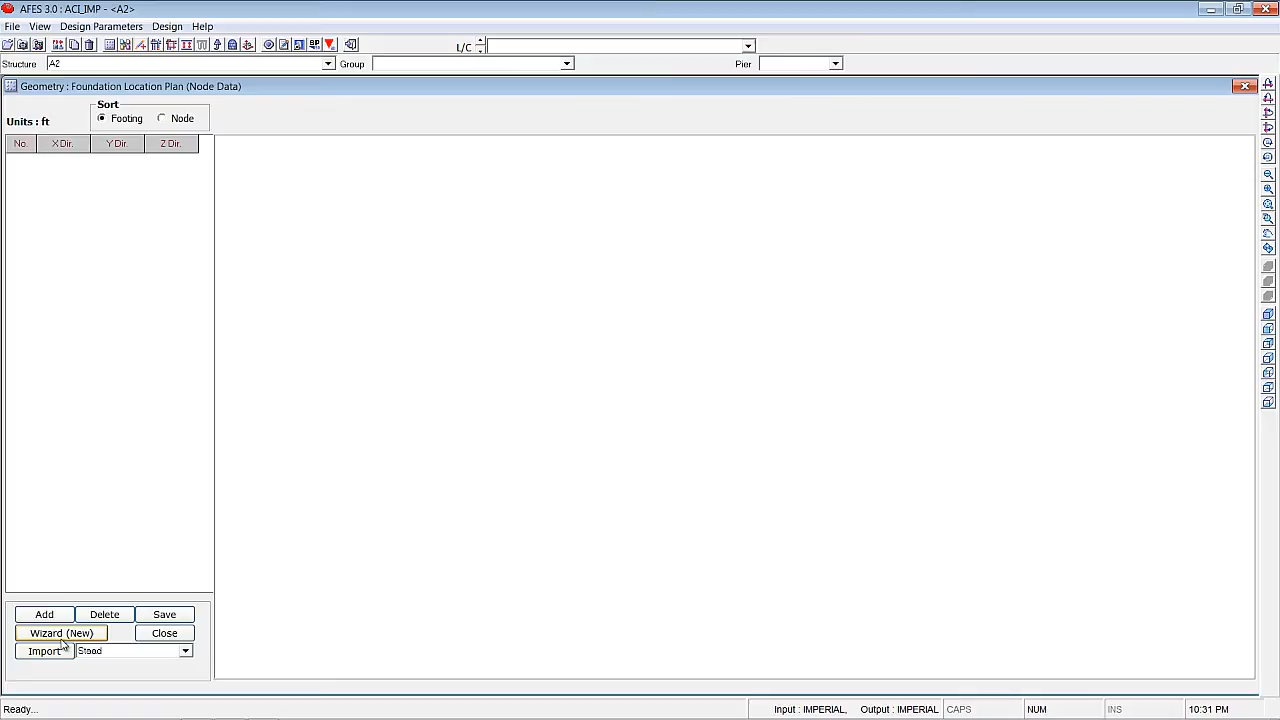 AFES 3.0 : ACI_IMP - <A2>
File View Design Parameters Design Help
L/C
Structure A2 Group Pier
Geometry : Foundation Location Plan (Node Data)
Sort
Units : ft Footing Node
No. X Dir. Y Dir. Z Dir.
Add Delete Save
Wizard (New) Close
Import Staad
Ready... Input : IMPERIAL, Output : IMPERIAL CAPS NUM INS 10:31 PM